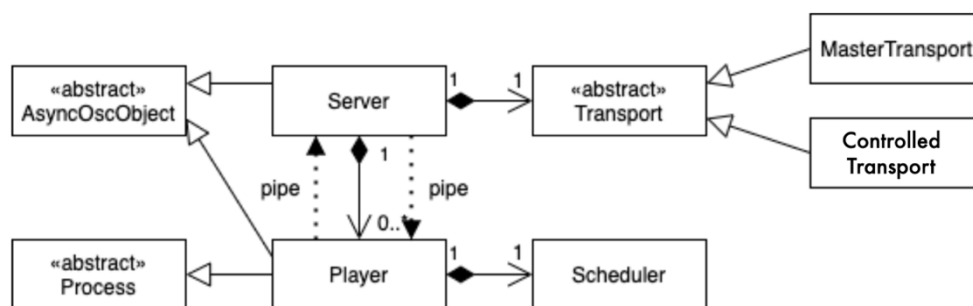 MasterTransport
«abstract»
AsyncOscObject
1
1
Server
«abstract»
Transport
Controlled
Transport
1
pipe
pipe
0..*
1
1
«abstract»
Process
Player
Scheduler